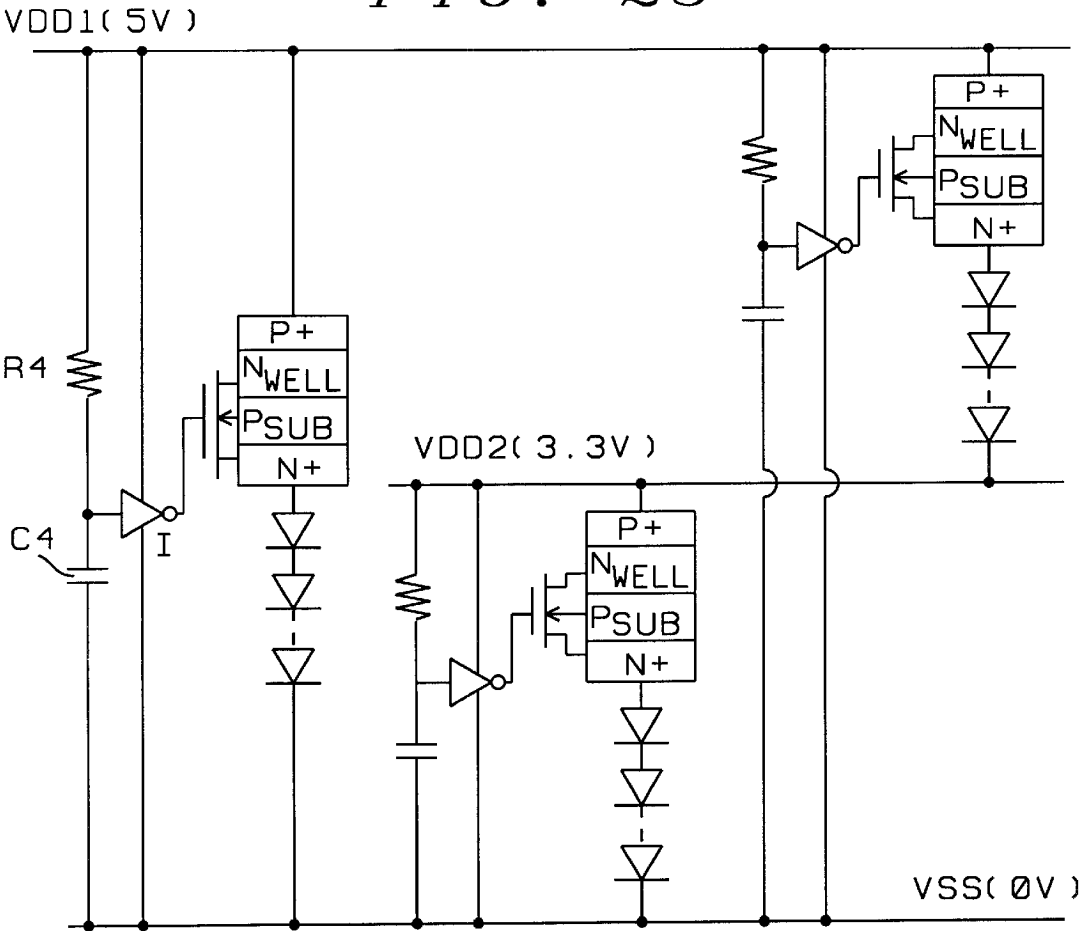 VDD1(5V)
P+
NWELL
PSUB
N+
R4
P+
NWELL
PSUB
N+
VDD2(3.3V)
C4
I
P+
NWELL
PSUB
N+
VSS(0V)